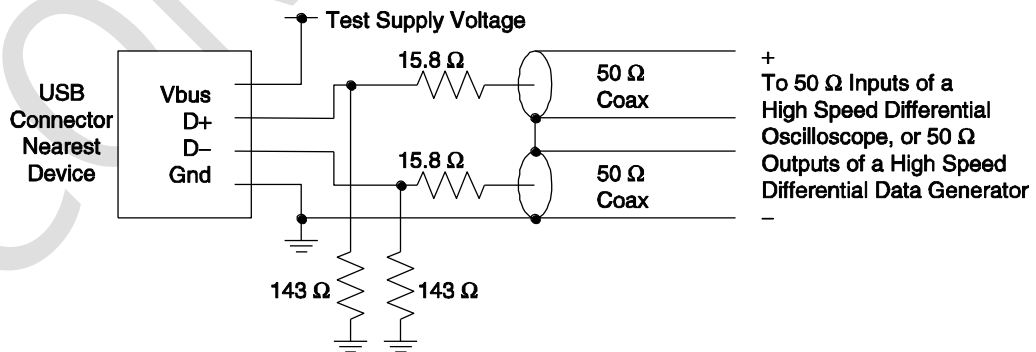 Test Supply Voltage
USB
Connector
Nearest
Device
Vbus
D+
D−
Gnd
15.8 Ω
50 Ω
Coax
15.8 Ω
50 Ω
Coax
+
To 50 Ω Inputs of a
High Speed Differential
Oscilloscope, or 50 Ω
Outputs of a High Speed
Differential Data Generator
−
143 Ω
143 Ω